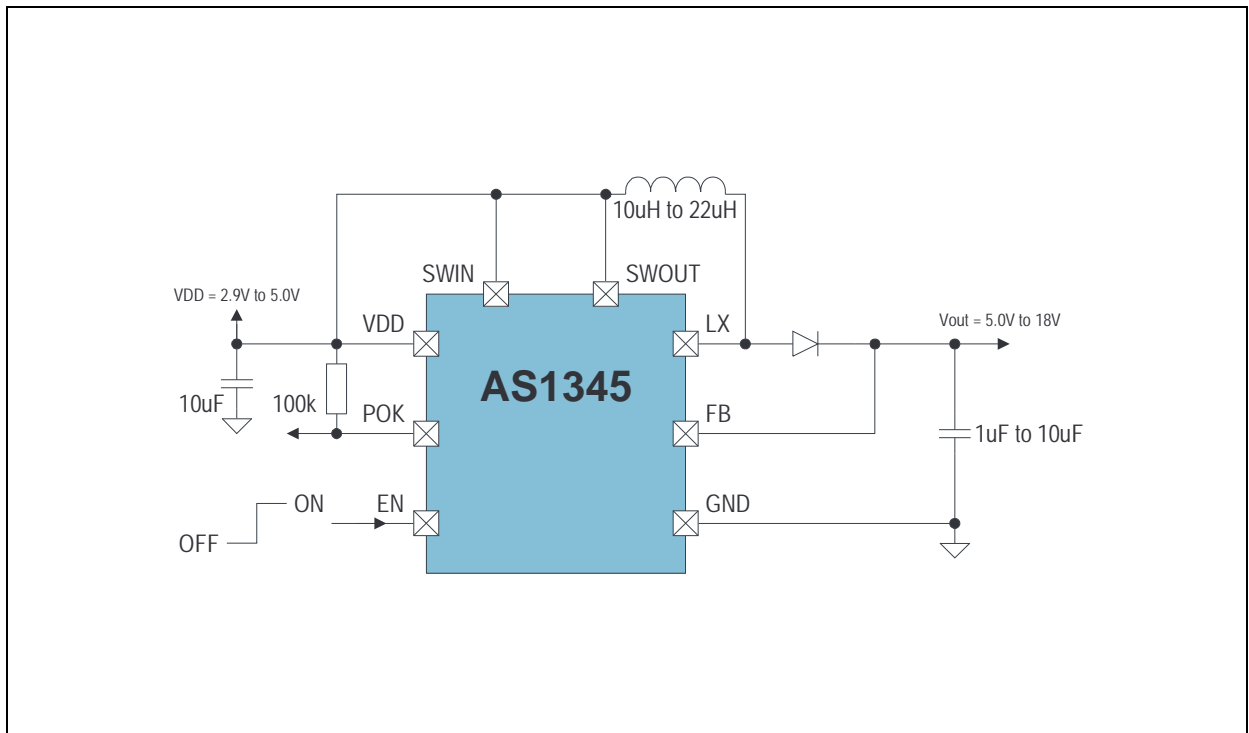 10uH to 22uH
SWIN
SWOUT
VDD = 2.9V to 5.0V
VDD
LX
Vout = 5.0V to 18V
AS1345
10uF
100k
POK
FB
1uF to 10uF
ON
EN
GND
OFF